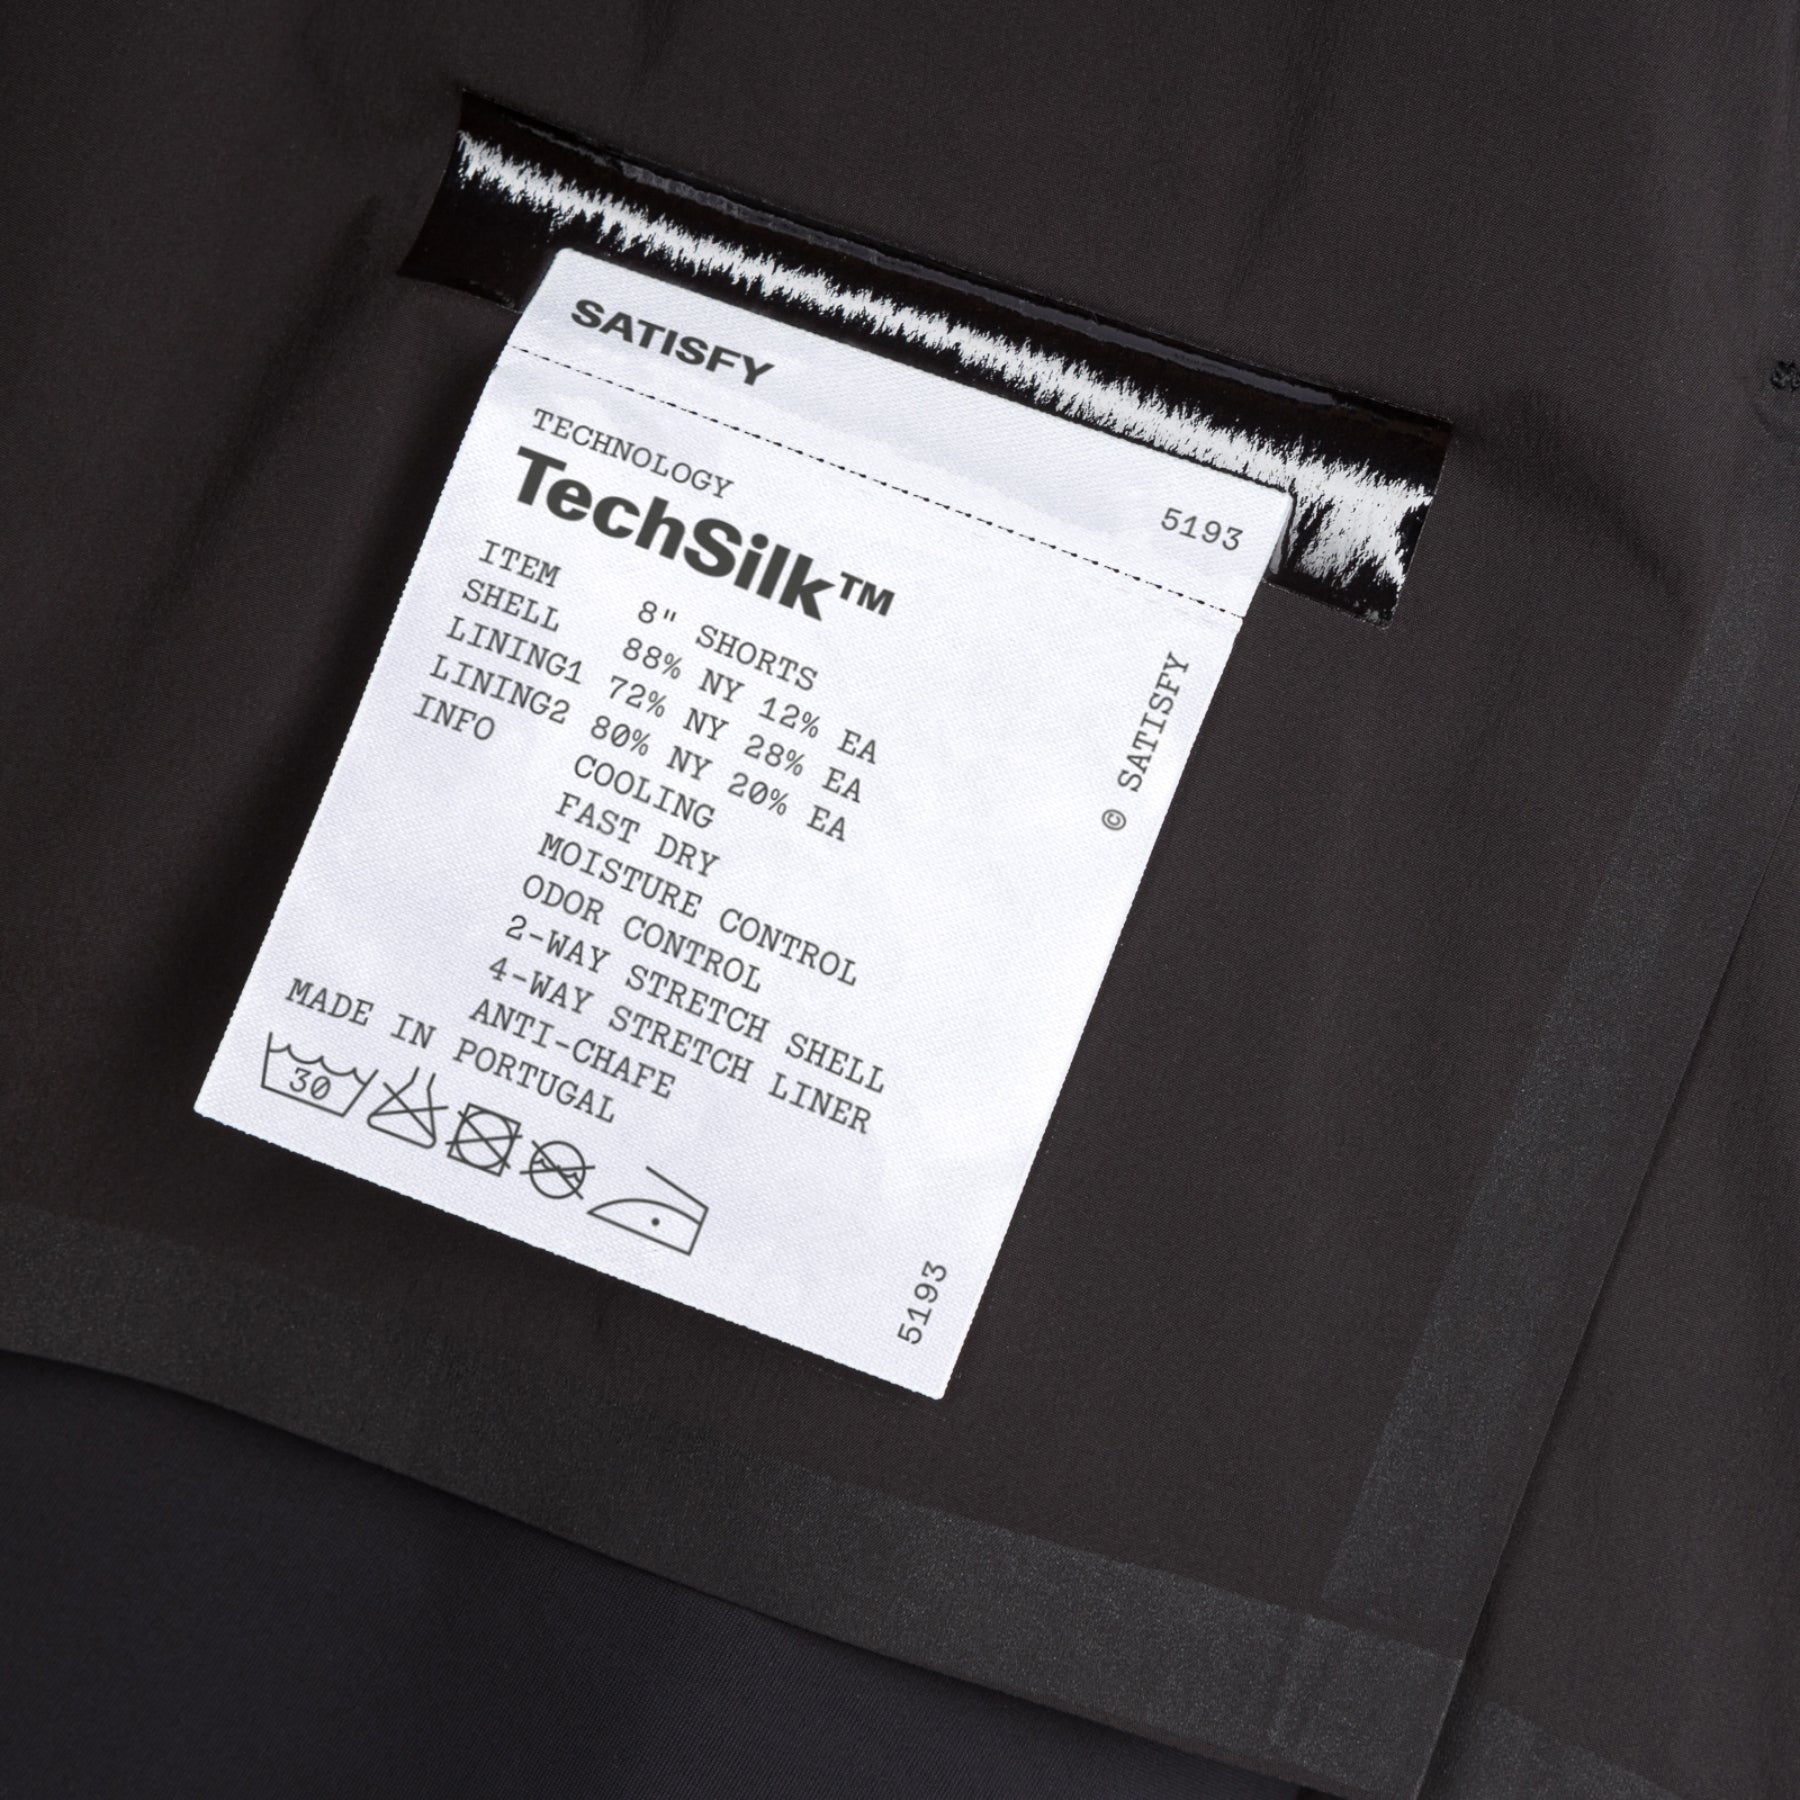 SATISFY
5193
TECHNOLOGY
TechSilk™
ITEM 8" SHORTS
SHELL 88% NY 12% EA
LINING1 72% NY 28% EA
LINING2 80% NY 20% EA
INFO COOLING
FAST DRY
MOISTURE CONTROL
ODOR CONTROL
2-WAY STRETCH SHELL
4-WAY STRETCH LINER
ANTI-CHAFE
MADE IN PORTUGAL
30
© SATISFY
5193